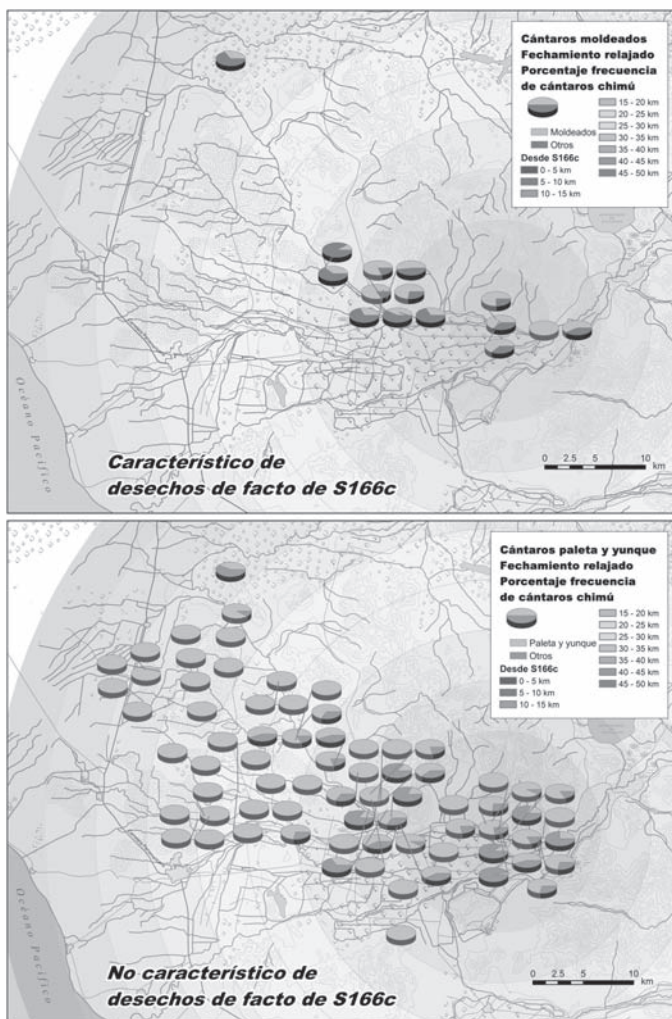 Cántaros moldeados
Fechamiento relajado
Porcentaje frecuencia
de cántaros chimú
Moldeados
Otros
Desde S166c
0 - 5 km
5 - 10 km
10 - 15 km
15 - 20 km
20 - 25 km
25 - 30 km
30 - 35 km
35 - 40 km
40 - 45 km
45 - 50 km
Océano Pacífico
Característico de
desechos de facto de S166c
0 2.5 5 10
km
Cántaros paleta y yunque
Fechamiento relajado
Porcentaje frecuencia
de cántaros chimú
Paleta y yunque
Otros
Desde S166c
0 - 5 km
5 - 10 km
10 - 15 km
15 - 20 km
20 - 25 km
25 - 30 km
30 - 35 km
35 - 40 km
40 - 45 km
45 - 50 km
Océano Pacífico
No característico de
desechos de facto de S166c
0 2.5 5 10
km